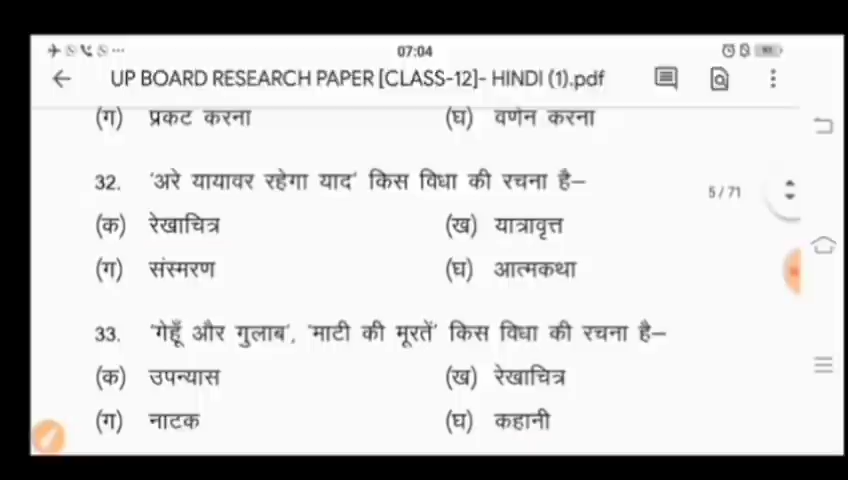 07:04
UP BOARD RESEARCH PAPER [CLASS-12]- HINDI (1).pdf
(ग) प्रकट करना (घ) वर्णन करना
32. 'अरे यायावर रहेगा याद' किस विधा की रचना है–
5 / 71
(क) रेखाचित्र (ख) यात्रावृत्त
(ग) संस्मरण (घ) आत्मकथा
33. 'गेहूँ और गुलाब', 'माटी की मूरतें' किस विधा की रचना है–
(क) उपन्यास (ख) रेखाचित्र
(ग) नाटक (घ) कहानी